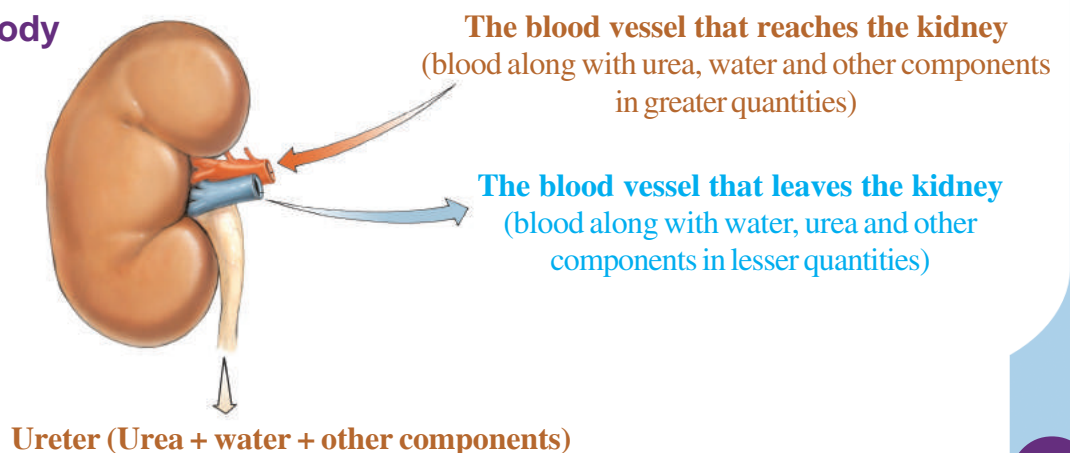 ody
The blood vessel that reaches the kidney
(blood along with urea, water and other components
in greater quantities)
The blood vessel that leaves the kidney
(blood along with water, urea and other
components in lesser quantities)
Ureter (Urea + water + other components)